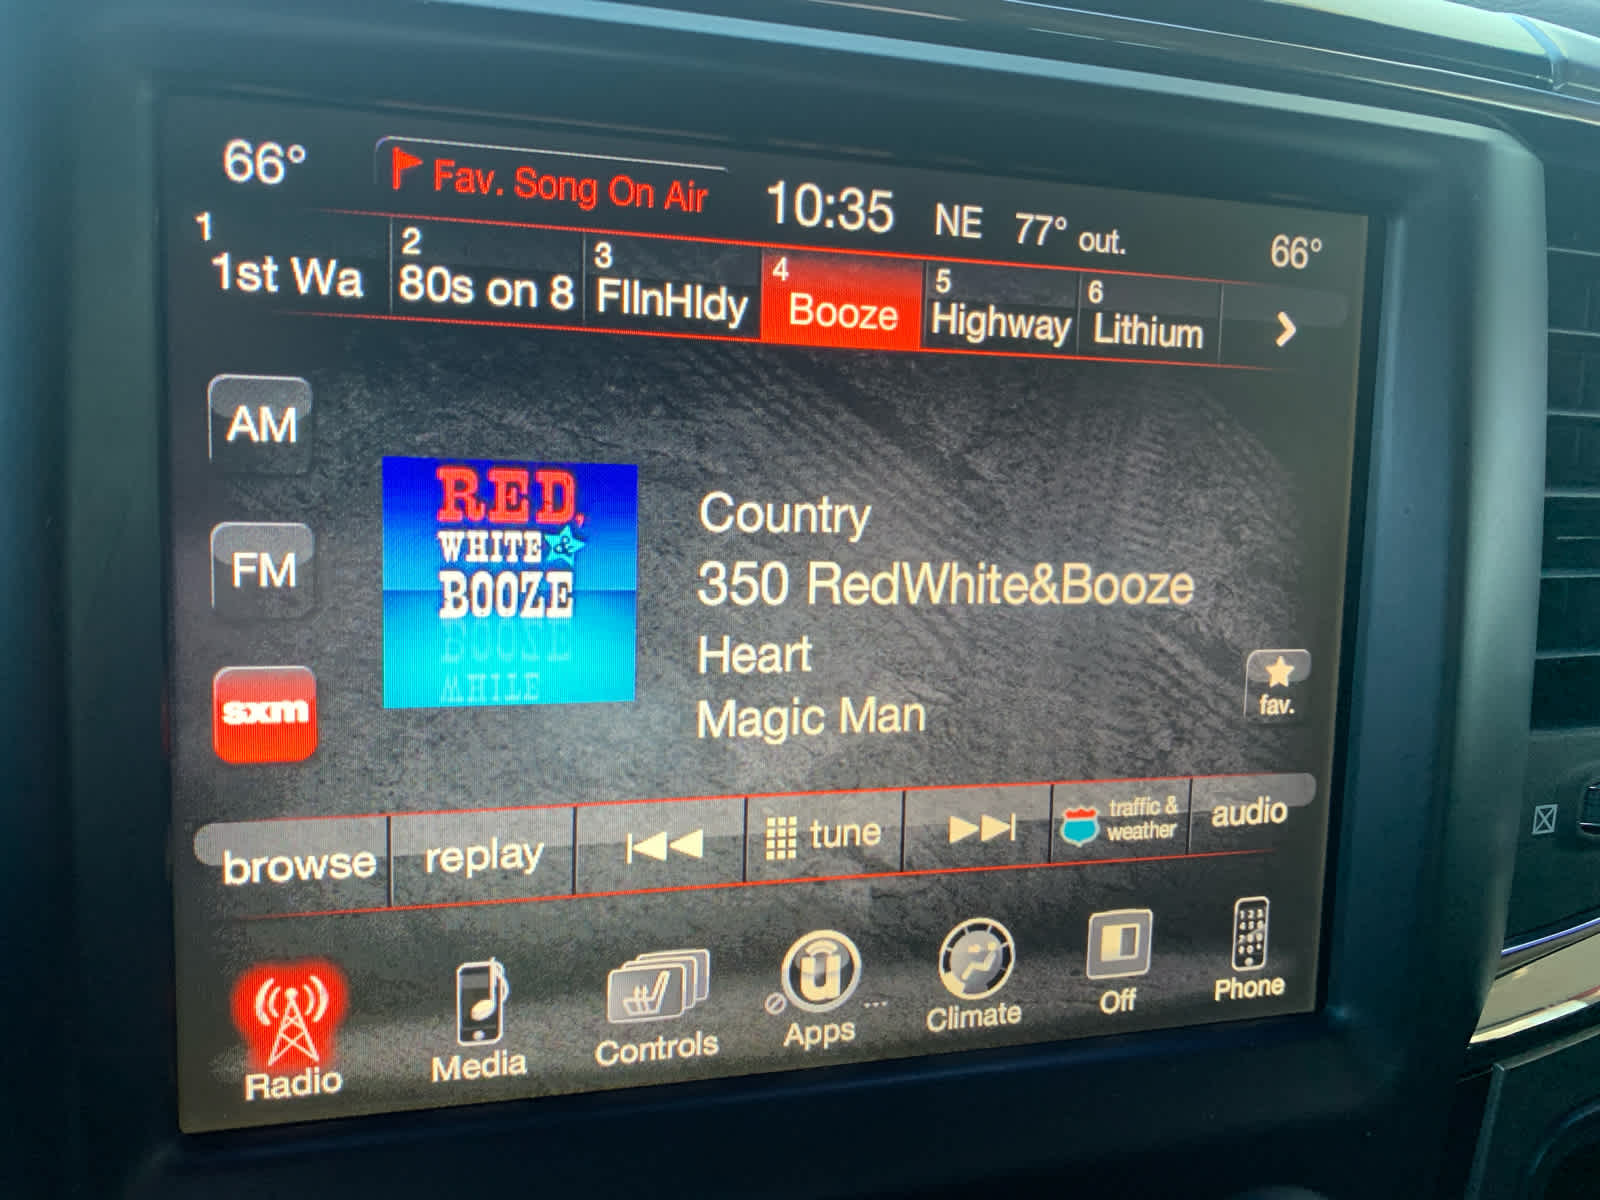 66°
Fav. Song On Air
10:35
NE
77° out.
66°
1
1st Wa
2
80s on 8
3
FllnHldy
4
Booze
5
Highway
6
Lithium
AM
FM
sxm
RED,
WHITE &
BOOZE
Country
350 RedWhite&Booze
Heart
Magic Man
fav.
browse
replay
tune
traffic &
weather
audio
Radio
Media
Controls
Apps
...
Climate
Off
Phone